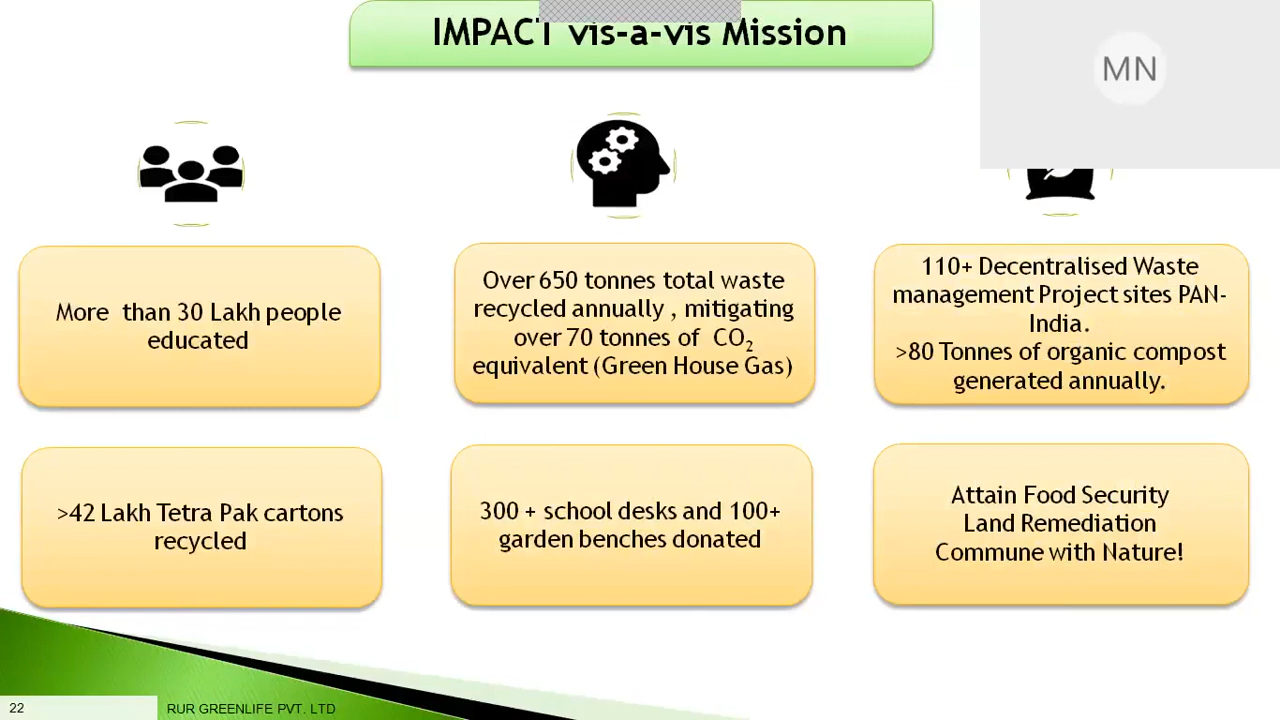 IMPACT vis-a-vis Mission
MN
More than 30 Lakh people
educated
Over 650 tonnes total waste
recycled annually , mitigating
over 70 tonnes of CO₂
equivalent (Green House Gas)
110+ Decentralised Waste
management Project sites PAN-
India.
>80 Tonnes of organic compost
generated annually.
>42 Lakh Tetra Pak cartons
recycled
300 + school desks and 100+
garden benches donated
Attain Food Security
Land Remediation
Commune with Nature!
22
RUR GREENLIFE PVT. LTD